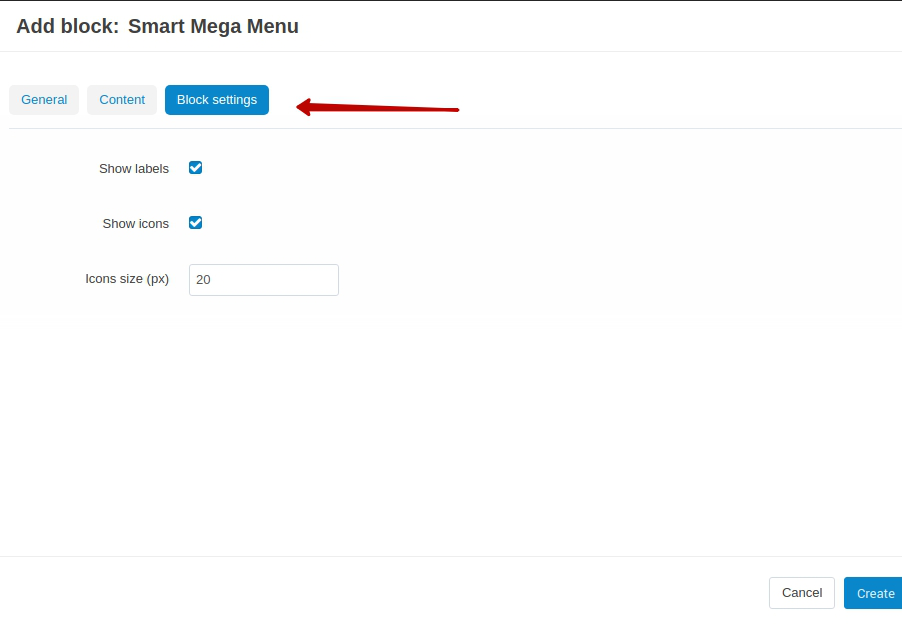 Add block: Smart Mega Menu
General Content Block settings
Show labels
Show icons
Icons size (px) 20
Cancel Create